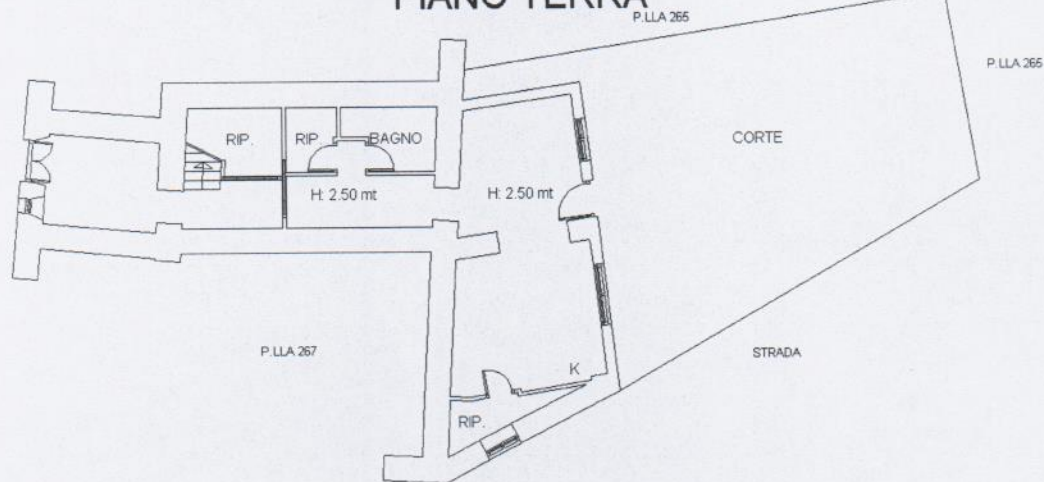 PIANO TERRA
P.LLA 265
P.LLA 265
CORTE
RIP.
RIP.
BAGNO
H: 2.50 mt
H: 2.50 mt
P.LLA 267
STRADA
K
RIP.